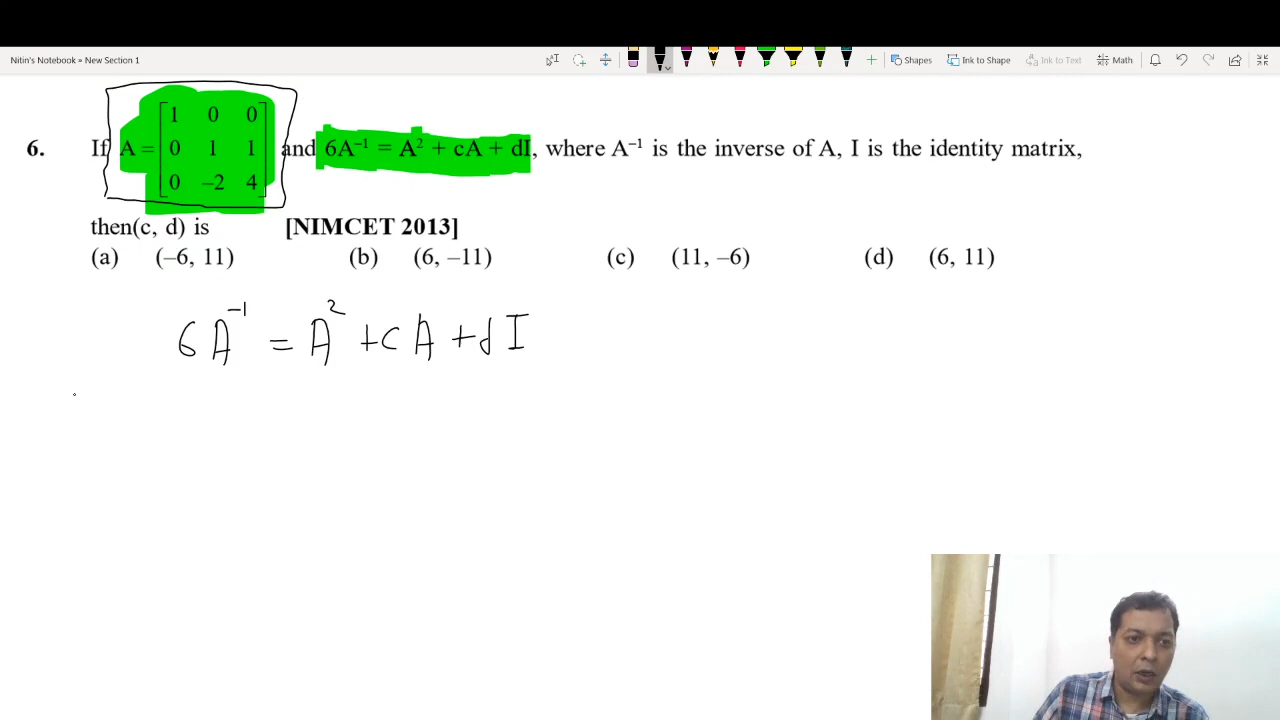 Nitin's Notebook » New Section 1
Shapes Ink to Shape Ink to Text Math
6. If A = [1 0 0
0 1 1
0 –2 4] and 6A⁻¹ = A² + cA + dI, where A⁻¹ is the inverse of A, I is the identity matrix,
then(c, d) is [NIMCET 2013]
(a) (–6, 11) (b) (6, –11) (c) (11, –6) (d) (6, 11)
6A⁻¹ = A² + cA + dI